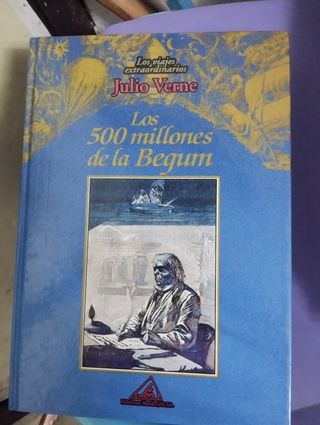 Los viajes
extraordinarios
Julio Verne
Los
500 millones
de la Begum